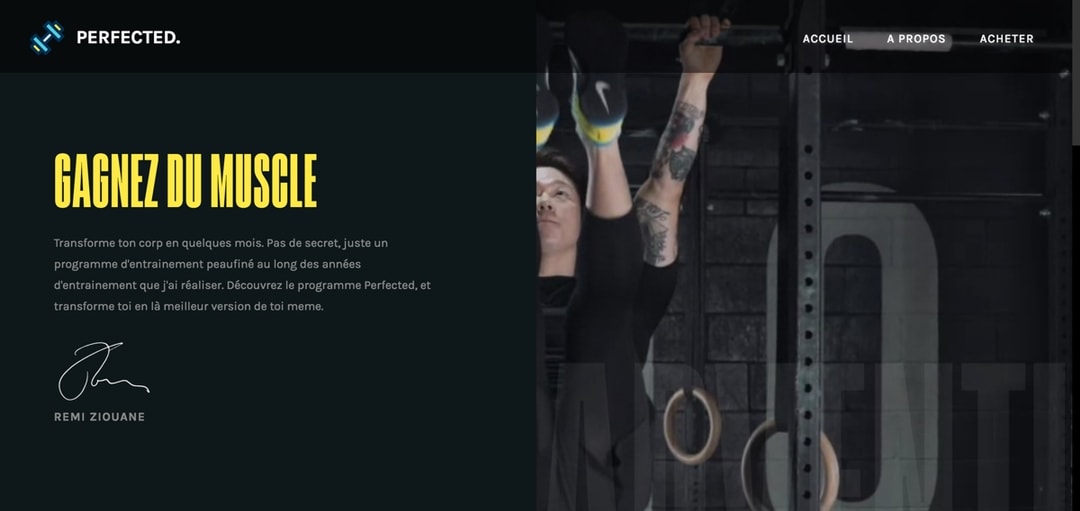 PERFECTED.
ACCUEIL A PROPOS ACHETER
GAGNEZ DU MUSCLE
Transforme ton corp en quelques mois. Pas de secret, juste un
programme d'entrainement peaufiné au long des années
d'entrainement que j'ai réaliser. Découvrez le programme Perfected, et
transforme toi en là meilleur version de toi meme.
REMI ZIOUANE